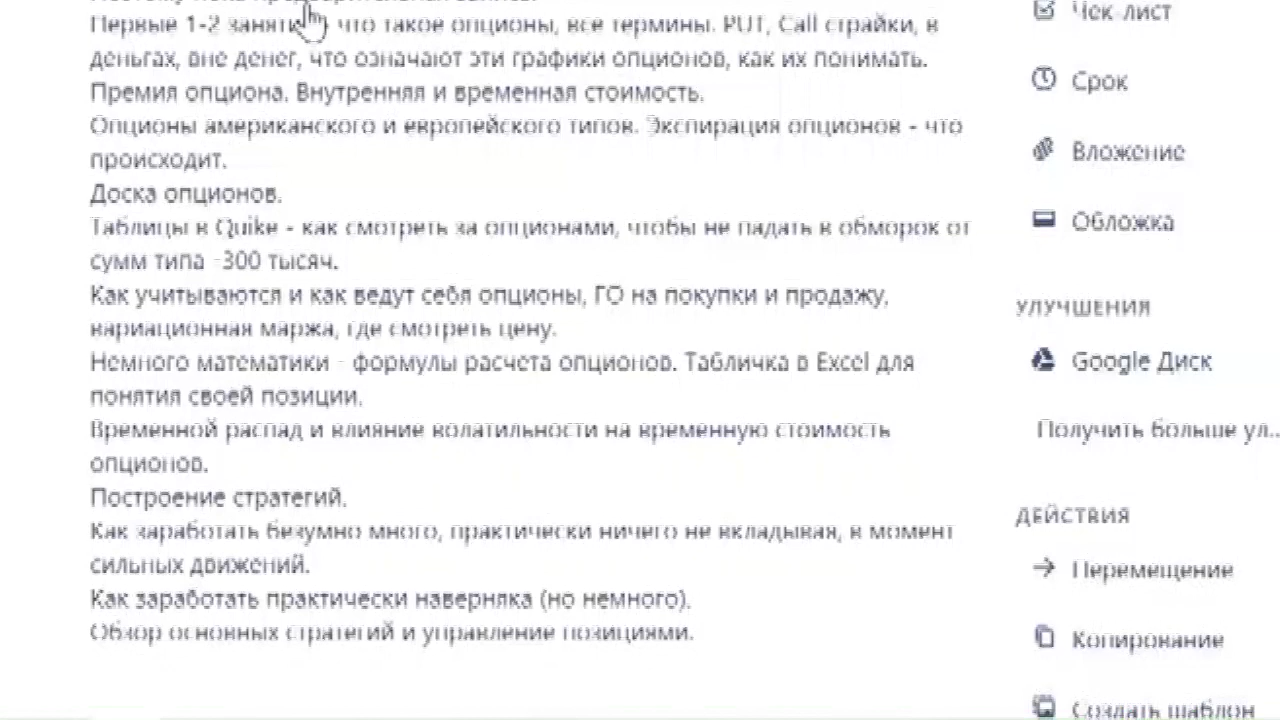 Поэтому пока предварительная запись.
Первые 1-2 что такое опционы, все термины. PUT, Call страйки, в
деньгах, вне денег, что означают эти графики опционов, как их понимать.
Премия опциона. Внутренняя и временная стоимость.
Опционы американского и европейского типов. Экспирация опционов - что
происходит.
Доска опционов.
Таблицы в Quike - как смотреть за опционами, чтобы не падать в обморок от
сумм типа -300 тысяч.
Как учитываются и как ведут себя опционы, ГО на покупки и продажу,
вариационная маржа, где смотреть цену.
Немного математики - формулы расчета опционов. Табличка в Excel для
понятия своей позиции.
Временной распад и влияние волатильности на временную стоимость
опционов.
Построение стратегий.
Как заработать безумно много, практически ничего не вкладывая, в момент
сильных движений.
Как заработать практически наверняка (но немного).
Обзор основных стратегий и управление позициями.
Чек-лист
Срок
Вложение
Обложка
УЛУЧШЕНИЯ
Google Диск
Получить больше ул...
ДЕЙСТВИЯ
Перемещение
Копирование
Создать шаблон